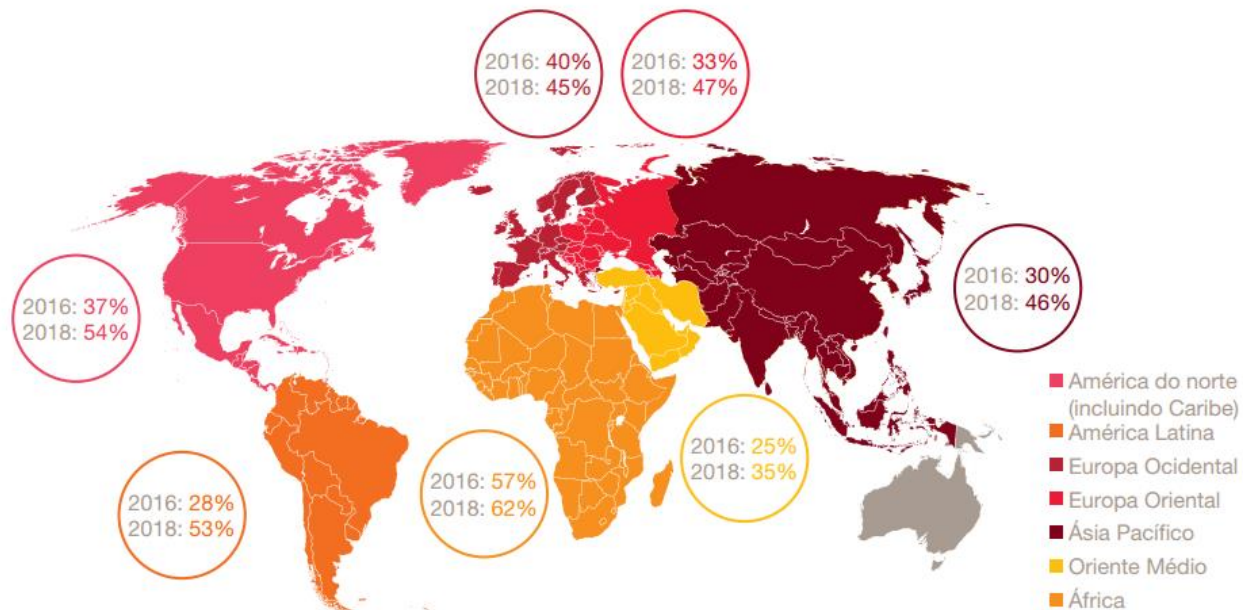 2016: 40%
2018: 45%
2016: 33%
2018: 47%
2016: 37%
2018: 54%
2016: 30%
2018: 46%
2016: 28%
2018: 53%
2016: 57%
2018: 62%
2016: 25%
2018: 35%
América do norte
(incluindo Caribe)
América Latina
Europa Ocidental
Europa Oriental
Ásia Pacífico
Oriente Médio
África